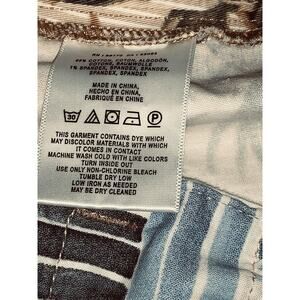 99% COTTON, COTON, ALGODÓN,
1% SPANDEX, SPANDEX,
SPANDEX, SPANDEX
MADE IN CHINA,
HECHO EN CHINA,
FABRIQUÉ EN CHINE
30
THIS GARMENT CONTAINS DYE WHICH
MAY DISCOLOR MATERIALS WITH WHICH
IT COMES IN CONTACT
MACHINE WASH COLD WITH LIKE COLORS
TURN INSIDE OUT
USE ONLY NON-CHLORINE BLEACH
TUMBLE DRY LOW
LOW IRON AS NEEDED
MAY BE DRY CLEANED